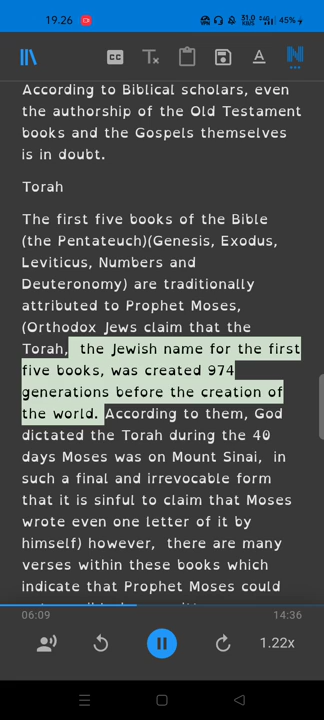 19.26
31.0 KB/S
45%
CC
T×
A
N
According to Biblical scholars, even
the authorship of the Old Testament
books and the Gospels themselves
is in doubt.
Torah
The first five books of the Bible
(the Pentateuch)(Genesis, Exodus,
Leviticus, Numbers and
Deuteronomy) are traditionally
attributed to Prophet Moses,
(Orthodox Jews claim that the
Torah, the Jewish name for the first
five books, was created 974
generations before the creation of
the world. According to them, God
dictated the Torah during the 40
days Moses was on Mount Sinai, in
such a final and irrevocable form
that it is sinful to claim that Moses
wrote even one letter of it by
himself) however, there are many
verses within these books which
indicate that Prophet Moses could
06:09
14:36
1.22x